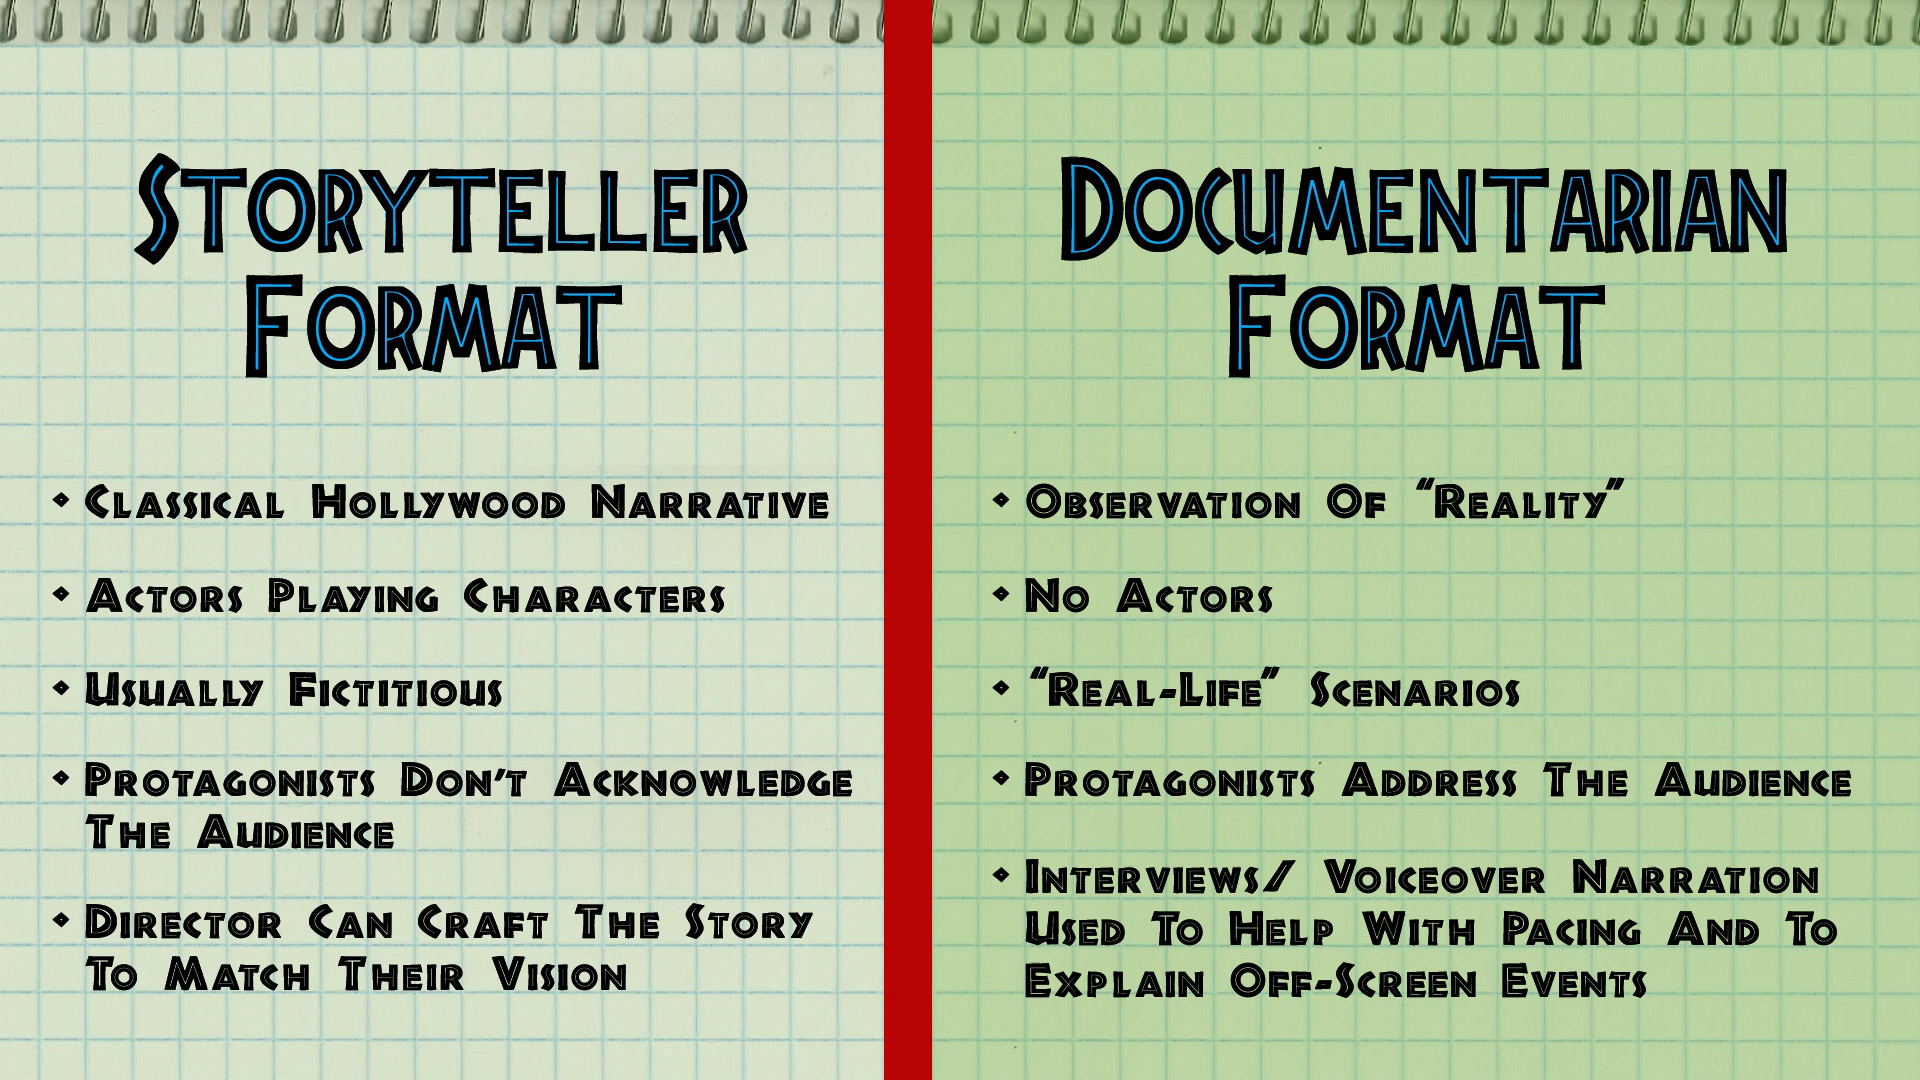 Storyteller
Format
• Classical Hollywood Narrative
• Actors Playing Characters
• Usually Fictitious
• Protagonists Don't Acknowledge
The Audience
• Director Can Craft The Story
To Match Their Vision
Documentarian
Format
• Observation Of "Reality"
• No Actors
• "Real-Life" Scenarios
• Protagonists Address The Audience
• Interviews/ Voiceover Narration
Used To Help With Pacing And To
Explain Off-Screen Events